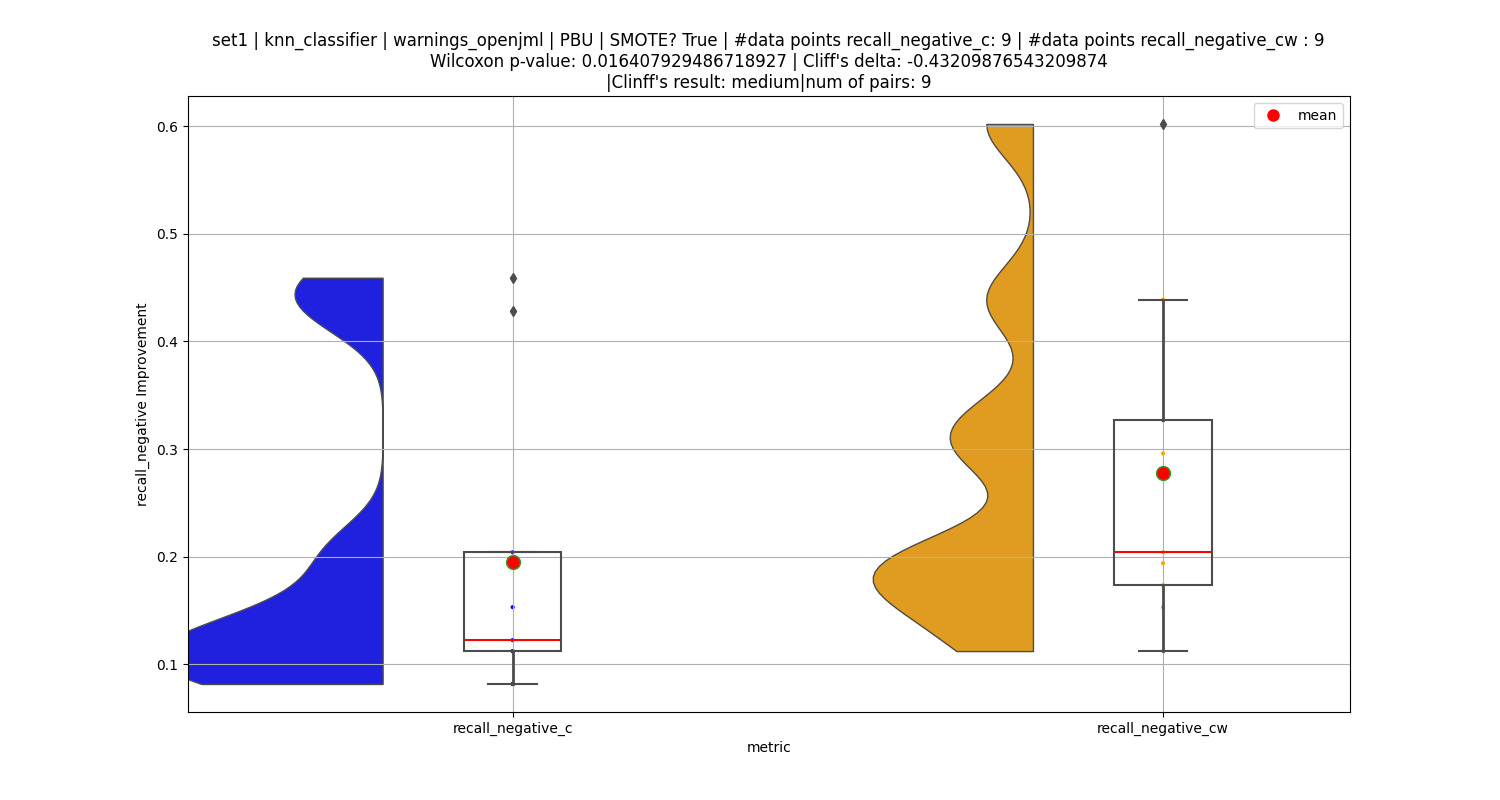 set1 | knn_classifier | warnings_openjml | PBU | SMOTE? True | #data points recall_negative_c: 9 | #data points recall_negative_cw : 9
Wilcoxon p-value: 0.016407929486718927 | Cliff's delta: -0.43209876543209874
|Clinff's result: medium|num of pairs: 9
mean
0.6
0.5
0.4
0.3
0.2
0.1
recall_negative Improvement
recall_negative_c
recall_negative_cw
metric